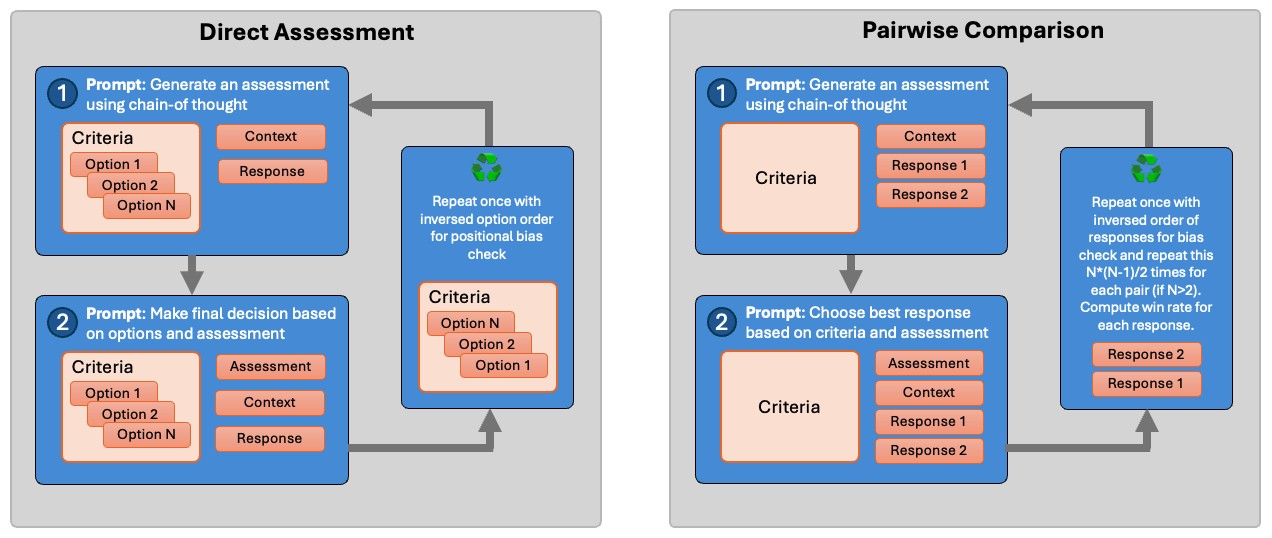 Direct Assessment
1
Prompt: Generate an assessment
using chain-of thought
Criteria
Option 1
Option 2
Option N
Context
Response
2
Prompt: Make final decision based
on options and assessment
Criteria
Option 1
Option 2
Option N
Assessment
Context
Response
Repeat once with
inversed option order
for positional bias
check
Criteria
Option N
Option 2
Option 1
Pairwise Comparison
1
Prompt: Generate an assessment
using chain-of thought
Criteria
Context
Response 1
Response 2
2
Prompt: Choose best response
based on criteria and assessment
Criteria
Assessment
Context
Response 1
Response 2
Repeat once with
inversed order of
responses for bias
check and repeat this
N*(N-1)/2 times for
each pair (if N>2).
Compute win rate for
each response.
Response 2
Response 1